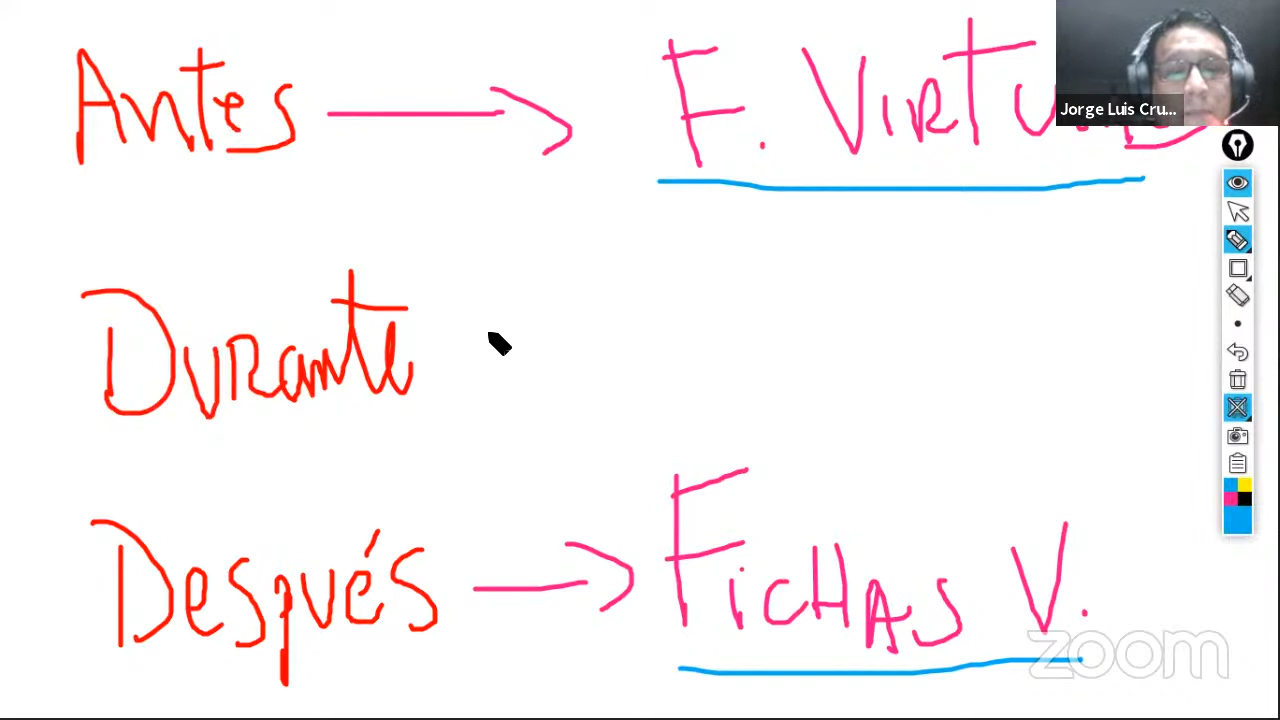 Antes → F. VIRTU
Jorge Luis Cru...
Durante
Después → FICHAS V.
zoom